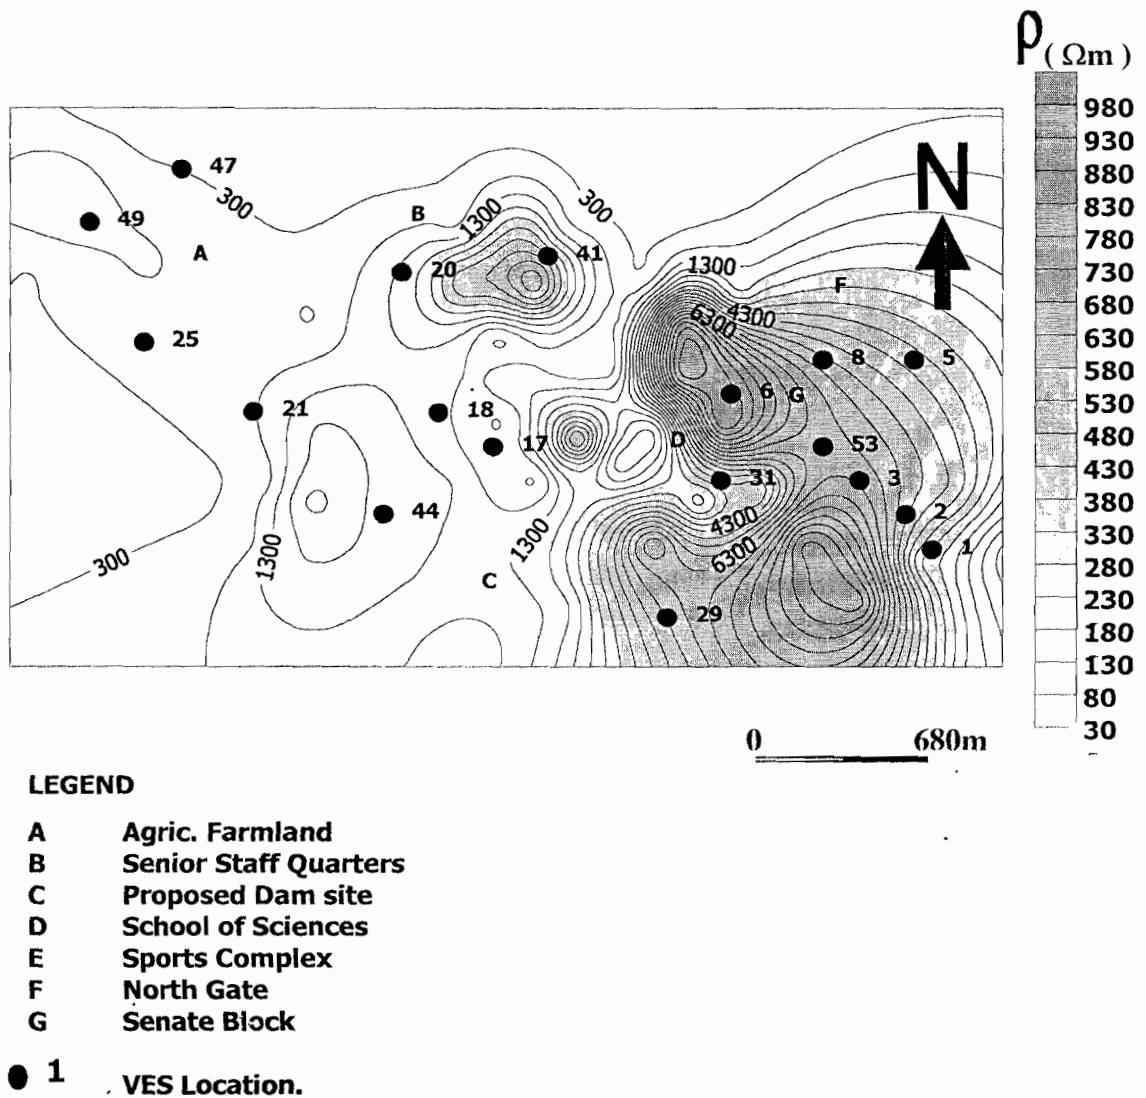 ρ (Ωm)
980
930
N
880
47
830
49
300
B
1300
300
780
A
20
41
1300
730
F
680
6300
4300
630
25
8
5
580
6
G
530
21
18
D
480
17
53
430
31
3
380
44
4300
2
330
1300
1300
6300
1
280
300
C
230
29
180
130
80
30
0 680m
LEGEND
A Agric. Farmland
B Senior Staff Quarters
C Proposed Dam site
D School of Sciences
E Sports Complex
F North Gate
G Senate Block
1 VES Location.